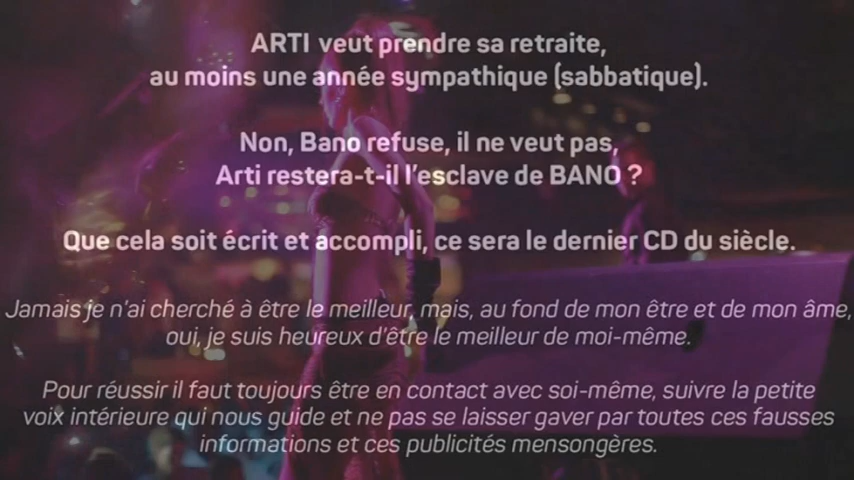 ARTI veut prendre sa retraite,
au moins une année sympathique (sabbatique).
Non, Bano refuse, il ne veut pas,
Arti restera-t-il l'esclave de BANO ?
Que cela soit écrit et accompli, ce sera le dernier CD du siècle.
Jamais je n'ai cherché à être le meilleur, mais, au fond de mon être et de mon âme,
oui, je suis heureux d'être le meilleur de moi-même.
Pour réussir il faut toujours être en contact avec soi-même, suivre la petite
voix intérieure qui nous guide et ne pas se laisser gaver par toutes ces fausses
informations et ces publicités mensongères.